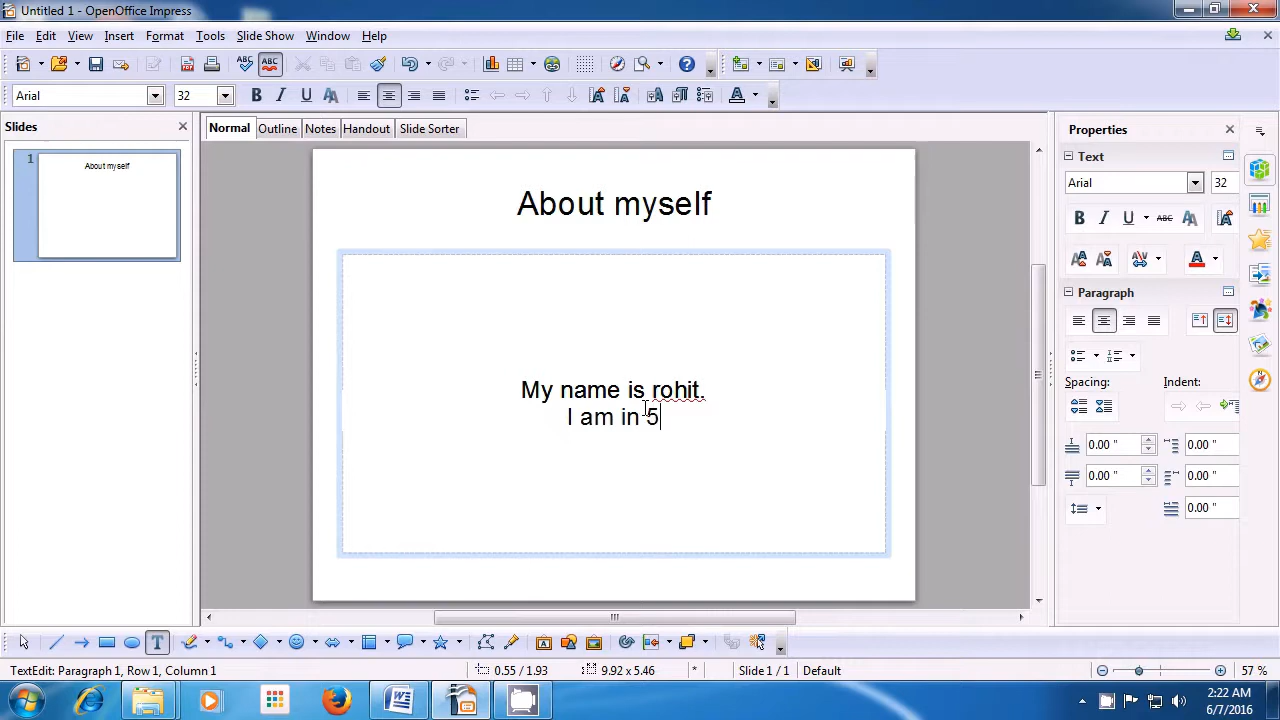 Untitled 1 - OpenOffice Impress
File Edit View Insert Format Tools Slide Show Window Help
Arial 32
Slides
Normal Outline Notes Handout Slide Sorter
1
About myself
About myself
My name is rohit.
I am in 5
Properties
Text
Arial 32
Paragraph
Spacing: Indent:
0.00 " 0.00 "
0.00 " 0.00 "
0.00 "
TextEdit: Paragraph 1, Row 1, Column 1 0.55 / 1.93 9.92 x 5.46 * Slide 1 / 1 Default 57 %
2:22 AM
6/7/2016